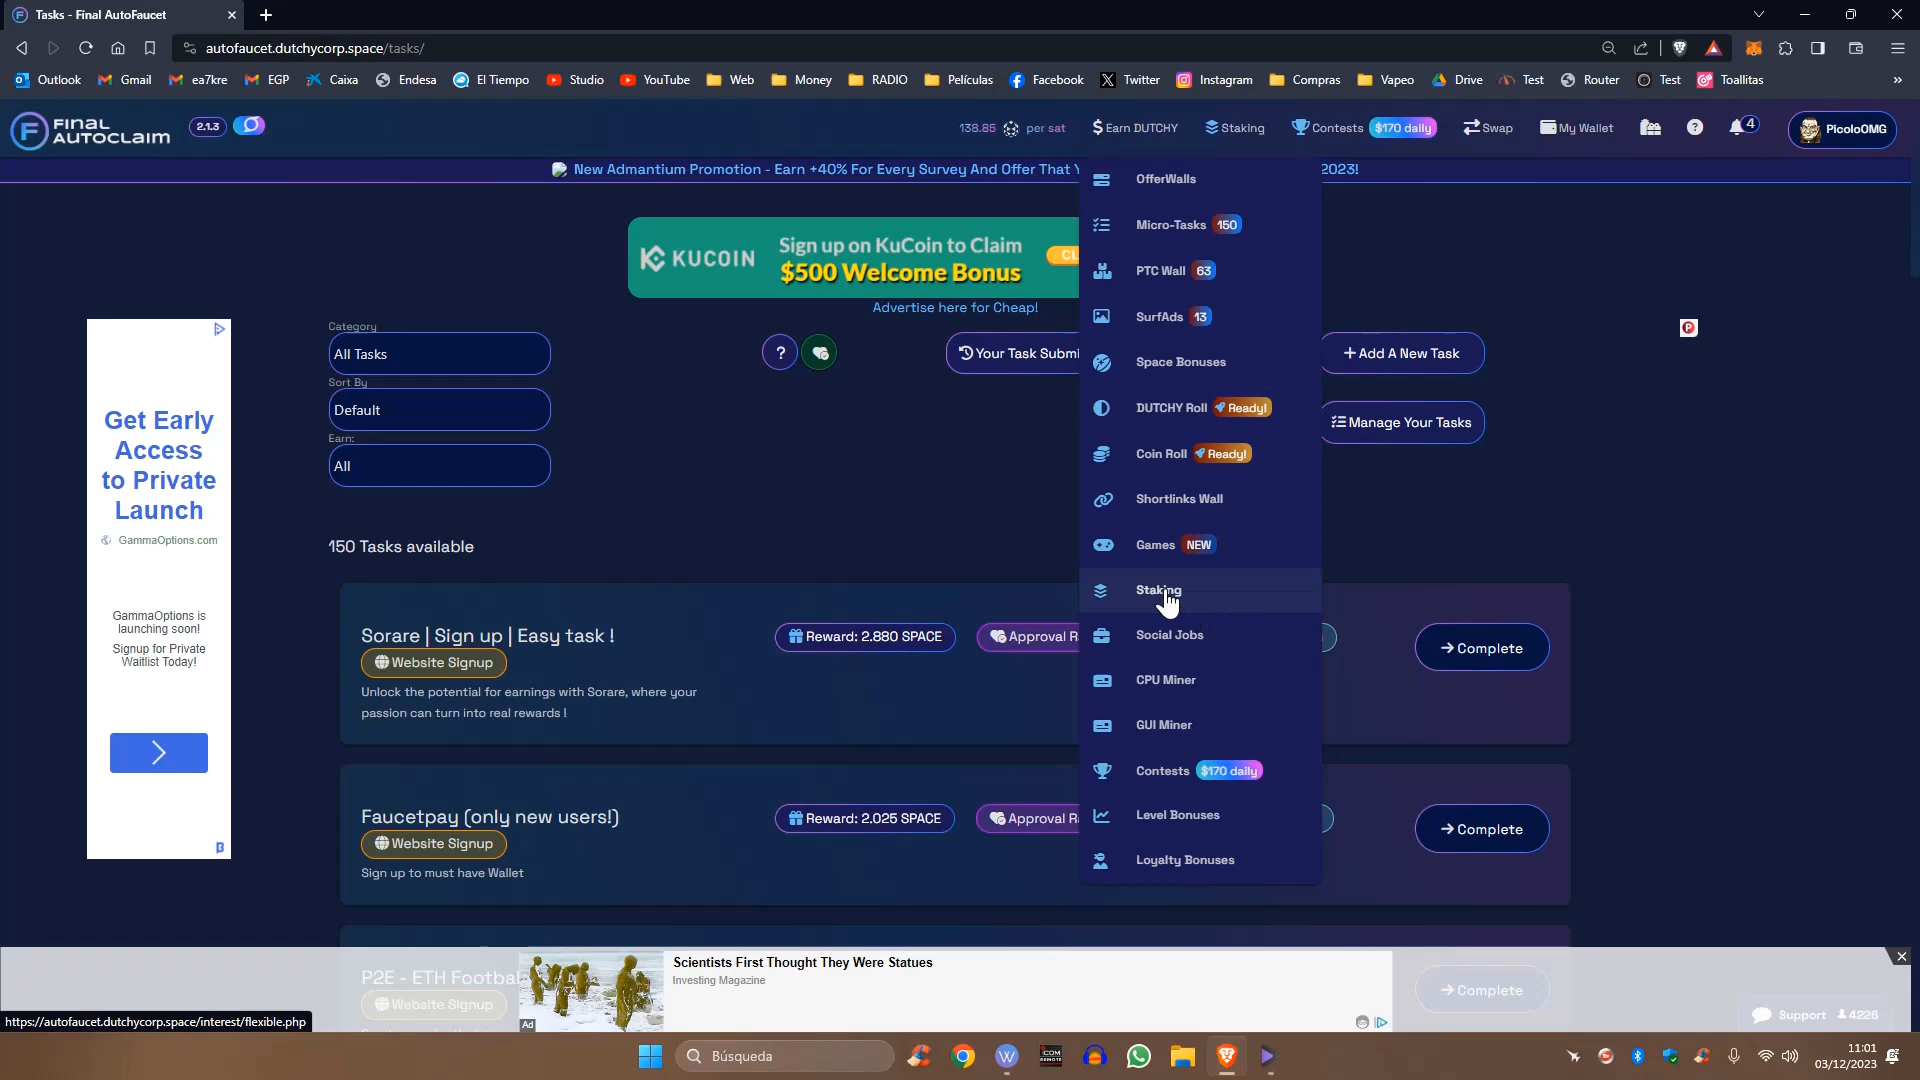 Tasks - Final AutoFaucet
autofaucet.dutchycorp.space/tasks/
Outlook Gmail ea7kre EGP Caixa Endesa El Tiempo Studio YouTube Web Money RADIO Películas Facebook Twitter Instagram Compras Vapeo Drive Test Router Test Toallitas
FINAL AUTOCLAIM 2.1.3 138.85 per sat Earn DUTCHY Staking Contests $170 daily Swap My Wallet 4 PicoloOMG
New Admantium Promotion - Earn +40% For Every Survey And Offer That Y 2023!
KUCOIN
Sign up on KuCoin to Claim
$500 Welcome Bonus
CL
Advertise here for Cheap!
Category
All Tasks
Sort By
Default
Earn:
All
? Your Task Submi
+ Add A New Task
Manage Your Tasks
150 Tasks available
OfferWalls
Micro-Tasks 150
PTC Wall 63
SurfAds 13
Space Bonuses
DUTCHY Roll Ready!
Coin Roll Ready!
Shortlinks Wall
Games NEW
Staking
Social Jobs
CPU Miner
GUI Miner
Contests $170 daily
Level Bonuses
Loyalty Bonuses
Get Early
Access
to Private
Launch
GammaOptions.com
GammaOptions is
launching soon!
Signup for Private
Waitlist Today!
Sorare | Sign up | Easy task !
Website Signup
Unlock the potential for earnings with Sorare, where your
passion can turn into real rewards !
Reward: 2.880 SPACE
Approval R
Complete
Faucetpay (only new users!)
Website Signup
Sign up to must have Wallet
Reward: 2.025 SPACE
Approval R
Complete
P2E - ETH Footba
Website Signup
Complete
Scientists First Thought They Were Statues
Investing Magazine
Ad
Support 4226
https://autofaucet.dutchycorp.space/interest/flexible.php
Búsqueda
11:01
03/12/2023